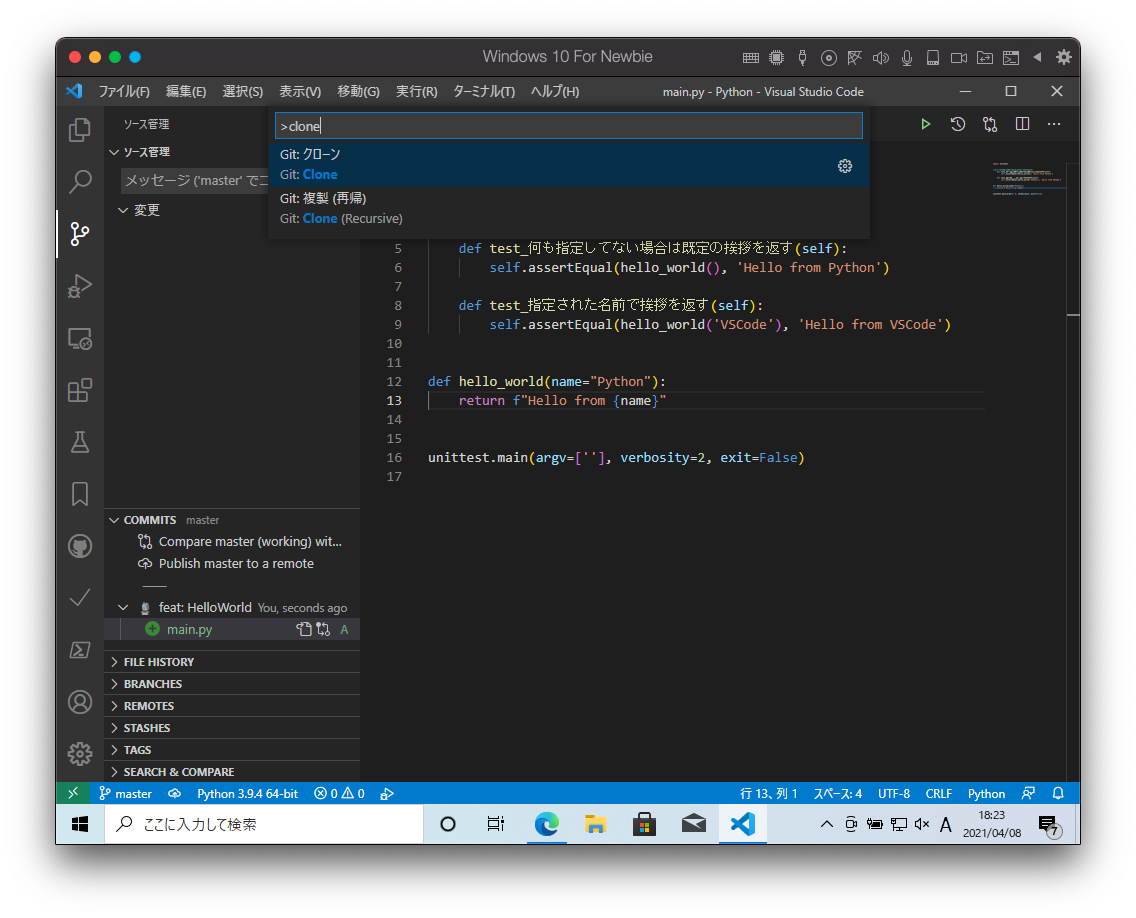 Windows 10 For Newbie
ファイル(F) 編集(E) 選択(S) 表示(V) 移動(G) 実行(R) ターミナル(T) ヘルプ(H) main.py - Python - Visual Studio Code
ソース管理
>clone
ソース管理
Git: クローン
Git: Clone
メッセージ ('master' でコ
Git: 複製 (再帰)
Git: Clone (Recursive)
変更
5 def test_何も指定してない場合は既定の挨拶を返す(self):
6 self.assertEqual(hello_world(), 'Hello from Python')
7
8 def test_指定された名前で挨拶を返す(self):
9 self.assertEqual(hello_world('VSCode'), 'Hello from VSCode')
10
11
12 def hello_world(name="Python"):
13 return f"Hello from {name}"
14
15
16 unittest.main(argv=[''], verbosity=2, exit=False)
17
COMMITS master
Compare master (working) wit...
Publish master to a remote
feat: HelloWorld You, seconds ago
main.py A
FILE HISTORY
BRANCHES
REMOTES
STASHES
TAGS
SEARCH & COMPARE
master Python 3.9.4 64-bit 0 0 行 13、列 1 スペース: 4 UTF-8 CRLF Python
ここに入力して検索
A
18:23
2021/04/08
7